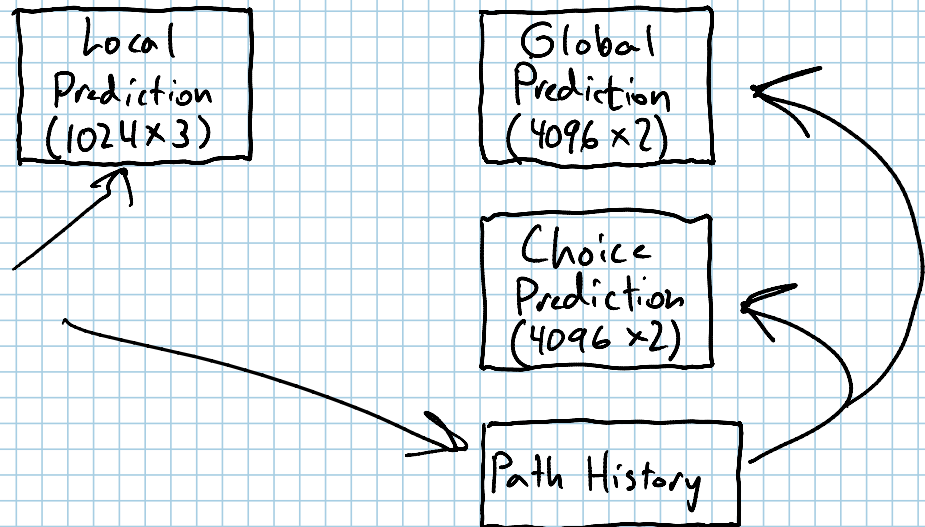 Local
Prediction
(1024 × 3)
Global
Prediction
(4096 × 2)
Choice
Prediction
(4096 × 2)
Path History